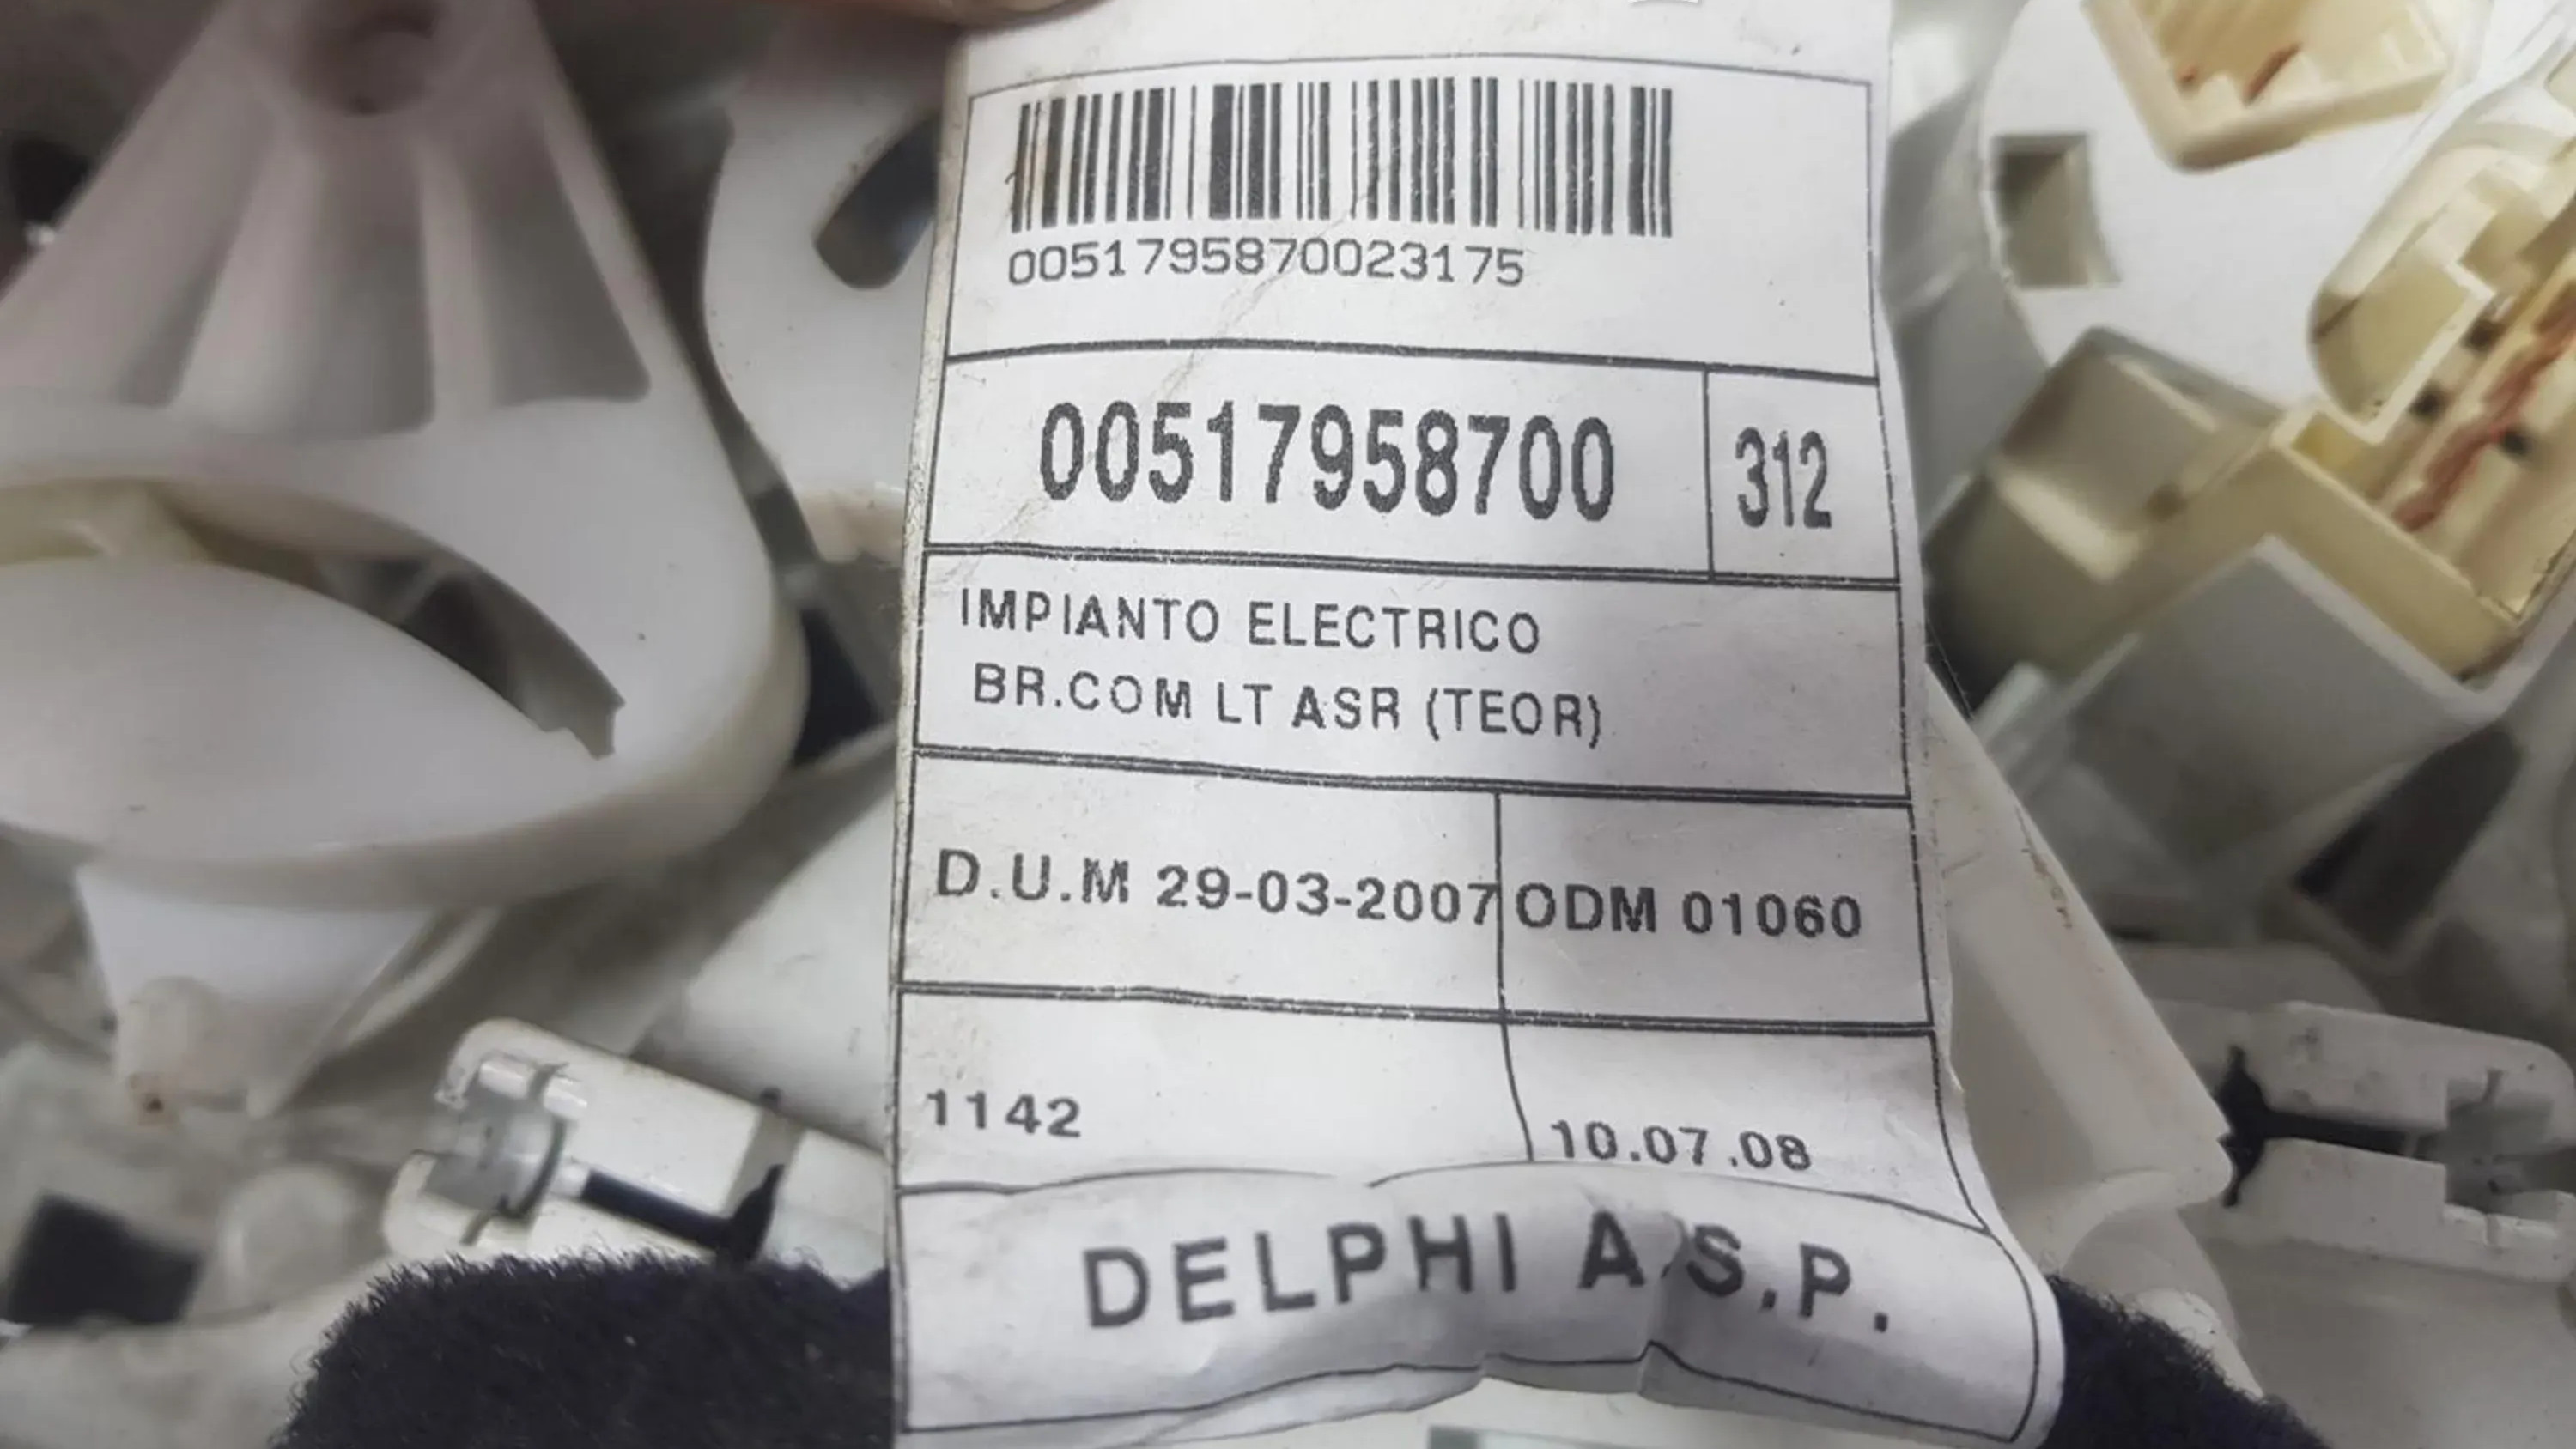 0051795870023175
00517958700 312
IMPIANTO ELECTRICO
BR.COM LT ASR (TEOR)
D.U.M 29-03-2007 ODM 01060
1142 10.07.08
DELPHI A.S.P.